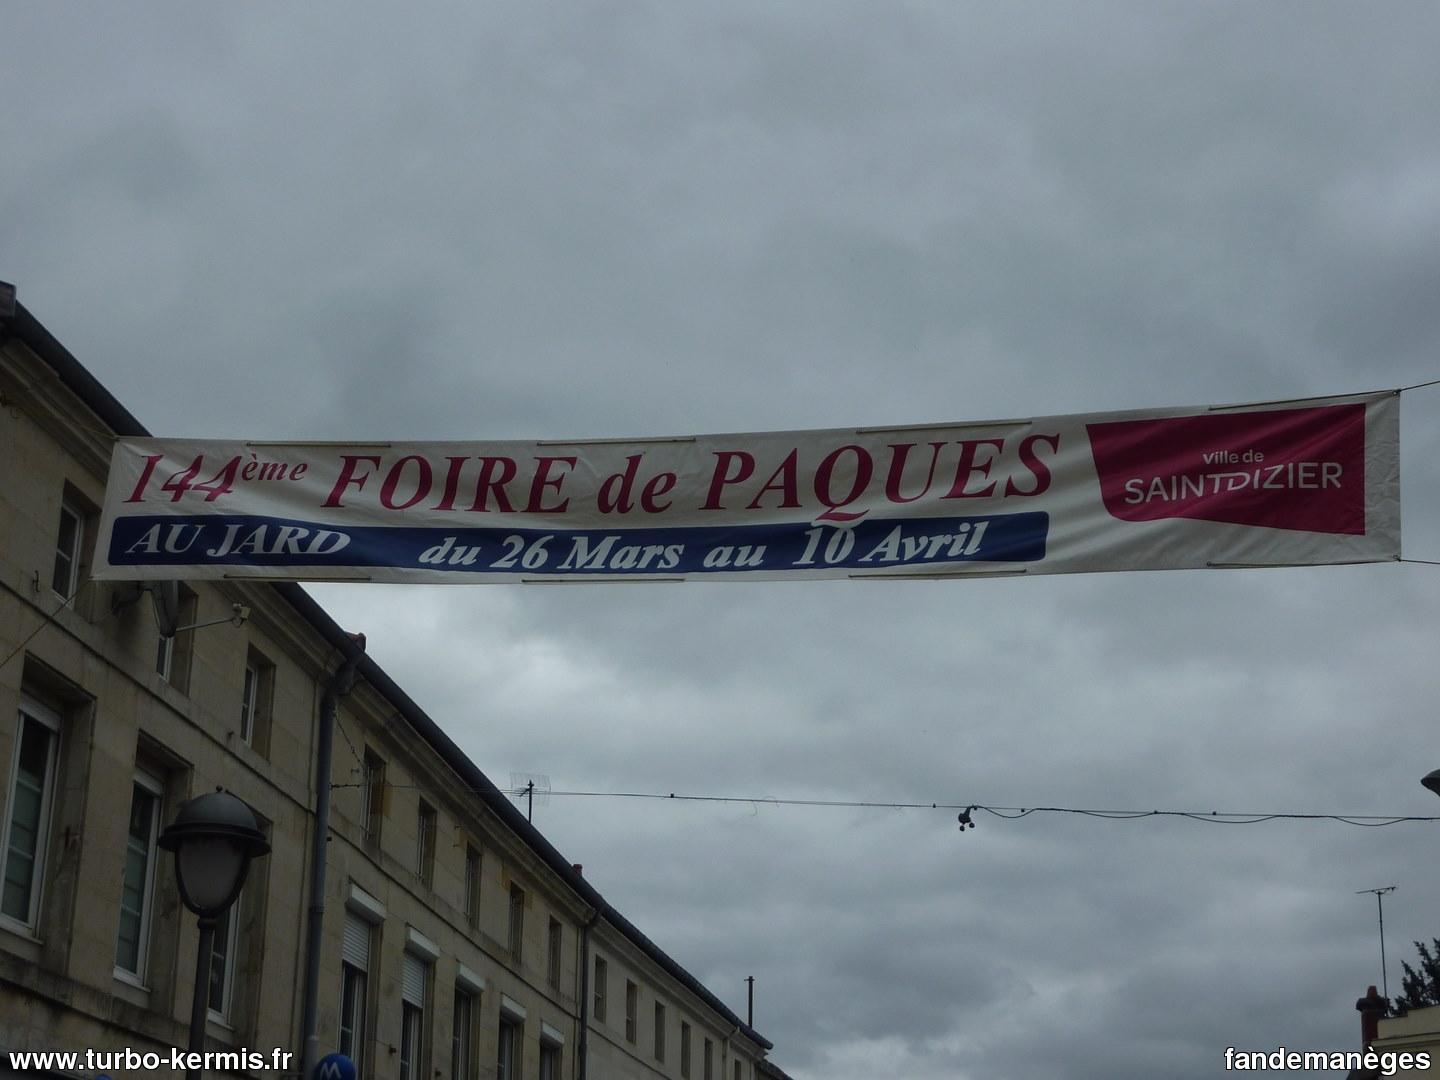 144ème FOIRE de PAQUES
AU JARD du 26 Mars au 10 Avril
ville de
SAINTDIZIER
M
www.turbo-kermis.fr
fandemanèges